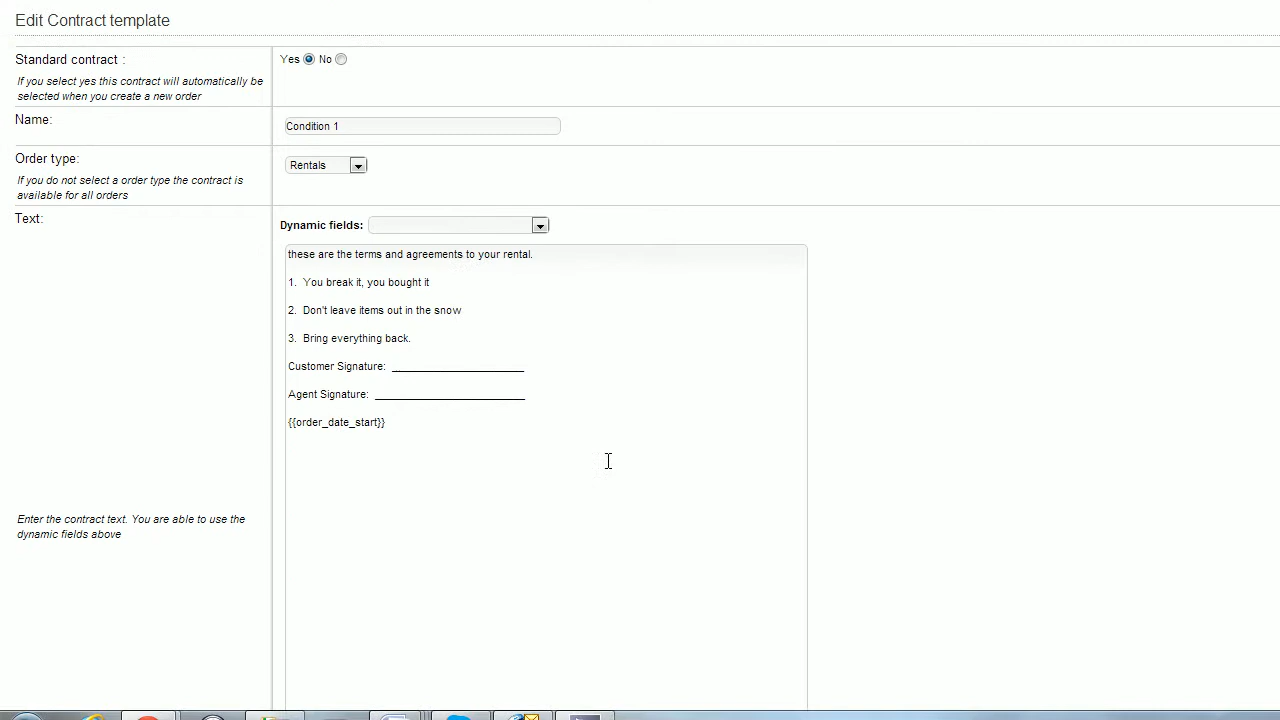 Edit Contract template
Standard contract :
Yes No
If you select yes this contract will automatically be
selected when you create a new order
Name:
Condition 1
Order type:
Rentals
If you do not select a order type the contract is
available for all orders
Text:
Dynamic fields:
these are the terms and agreements to your rental.
1. You break it, you bought it
2. Don't leave items out in the snow
3. Bring everything back.
Customer Signature: ______________________
Agent Signature: _________________________
{{order_date_start}}
Enter the contract text. You are able to use the
dynamic fields above